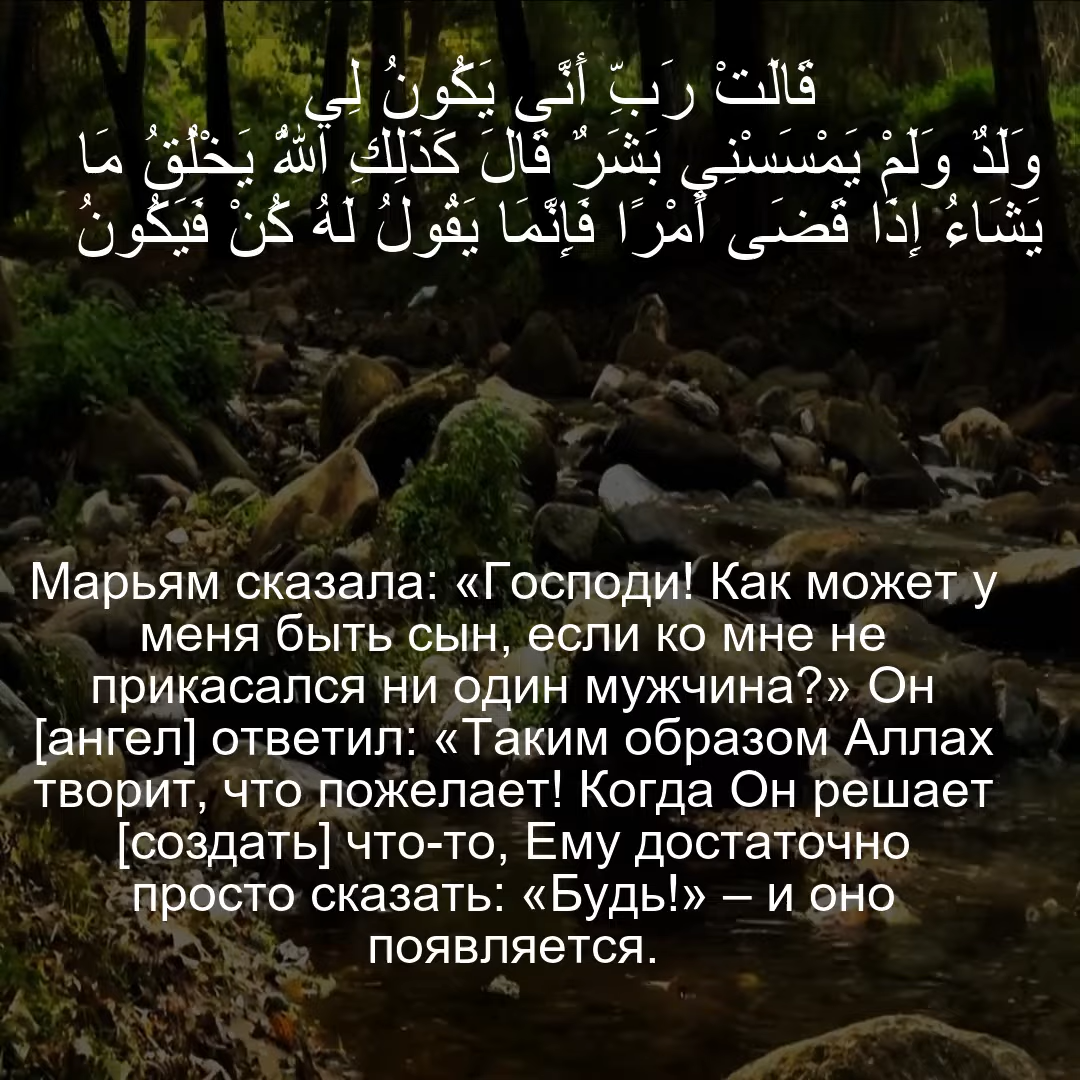 قَالَتْ رَبِّ أَنَّى يَكُونُ لِي
وَلَدٌ وَلَمْ يَمْسَسْنِي بَشَرٌ قَالَ كَذَلِكِ اللَّهُ يَخْلُقُ مَا
يَشَاءُ إِذَا قَضَى أَمْرًا فَإِنَّمَا يَقُولُ لَهُ كُنْ فَيَكُونُ
Марьям сказала: «Господи! Как может у
меня быть сын, если ко мне не
прикасался ни один мужчина?» Он
[ангел] ответил: «Таким образом Аллах
творит, что пожелает! Когда Он решает
[создать] что-то, Ему достаточно
просто сказать: «Будь!» – и оно
появляется.